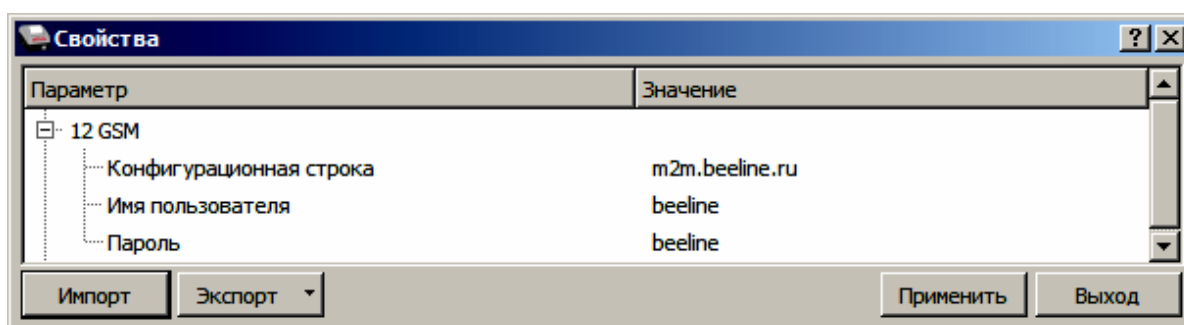 Свойства
Параметр Значение
12 GSM
Конфигурационная строка m2m.beeline.ru
Имя пользователя beeline
Пароль beeline
Импорт Экспорт Применить Выход